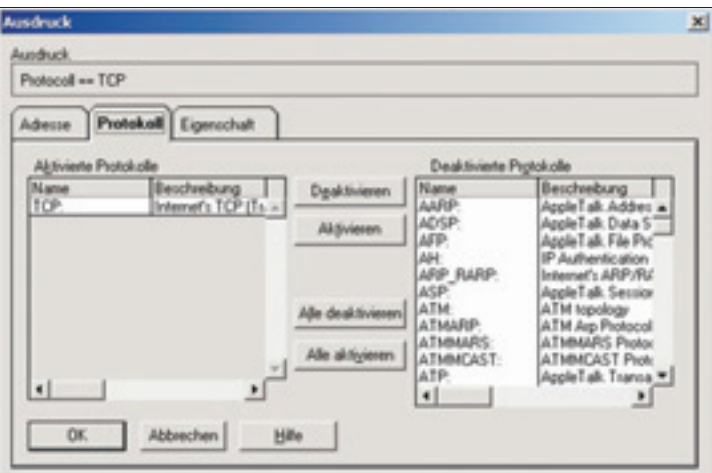 Ausdruck
Ausdruck
Protocoll == TCP
Adresse Protokoll Eigenschaft
Aktivierte Protokolle
Name Beschreibung
TCP: Internet's TCP (Tr
Deaktivieren
Aktivieren
Alle deaktivieren
Alle aktivieren
Deaktivierte Protokolle
Name Beschreibung
AARP: AppleTalk Addres
ADSP: AppleTalk Data S
AFP: AppleTalk File Pro
AH: IP Authentication
ARP_RARP: Internet's ARP/RA
ASP: AppleTalk Session
ATM: ATM topology
ATMARP: ATM Arp Protocol
ATMMARS: ATMMARS Protoc
ATMMCAST: ATMMCAST Proto
ATP: AppleTalk Transa
OK Abbrechen Hilfe